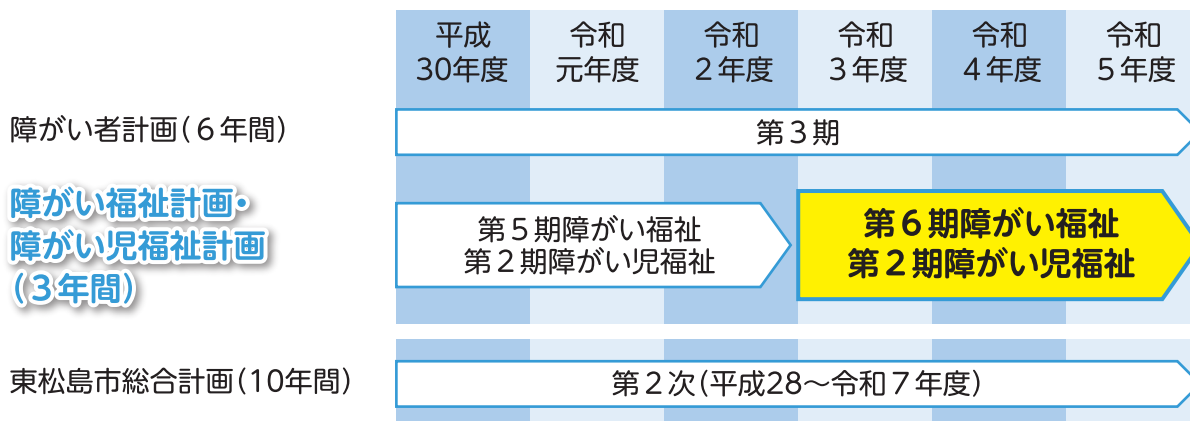 平成
30年度
令和
元年度
令和
２年度
令和
３年度
令和
４年度
令和
５年度
障がい者計画（６年間）
第３期
障がい福祉計画・
障がい児福祉計画
（３年間）
第５期障がい福祉
第２期障がい児福祉
第６期障がい福祉
第２期障がい児福祉
東松島市総合計画（10年間）
第２次（平成28～令和７年度）